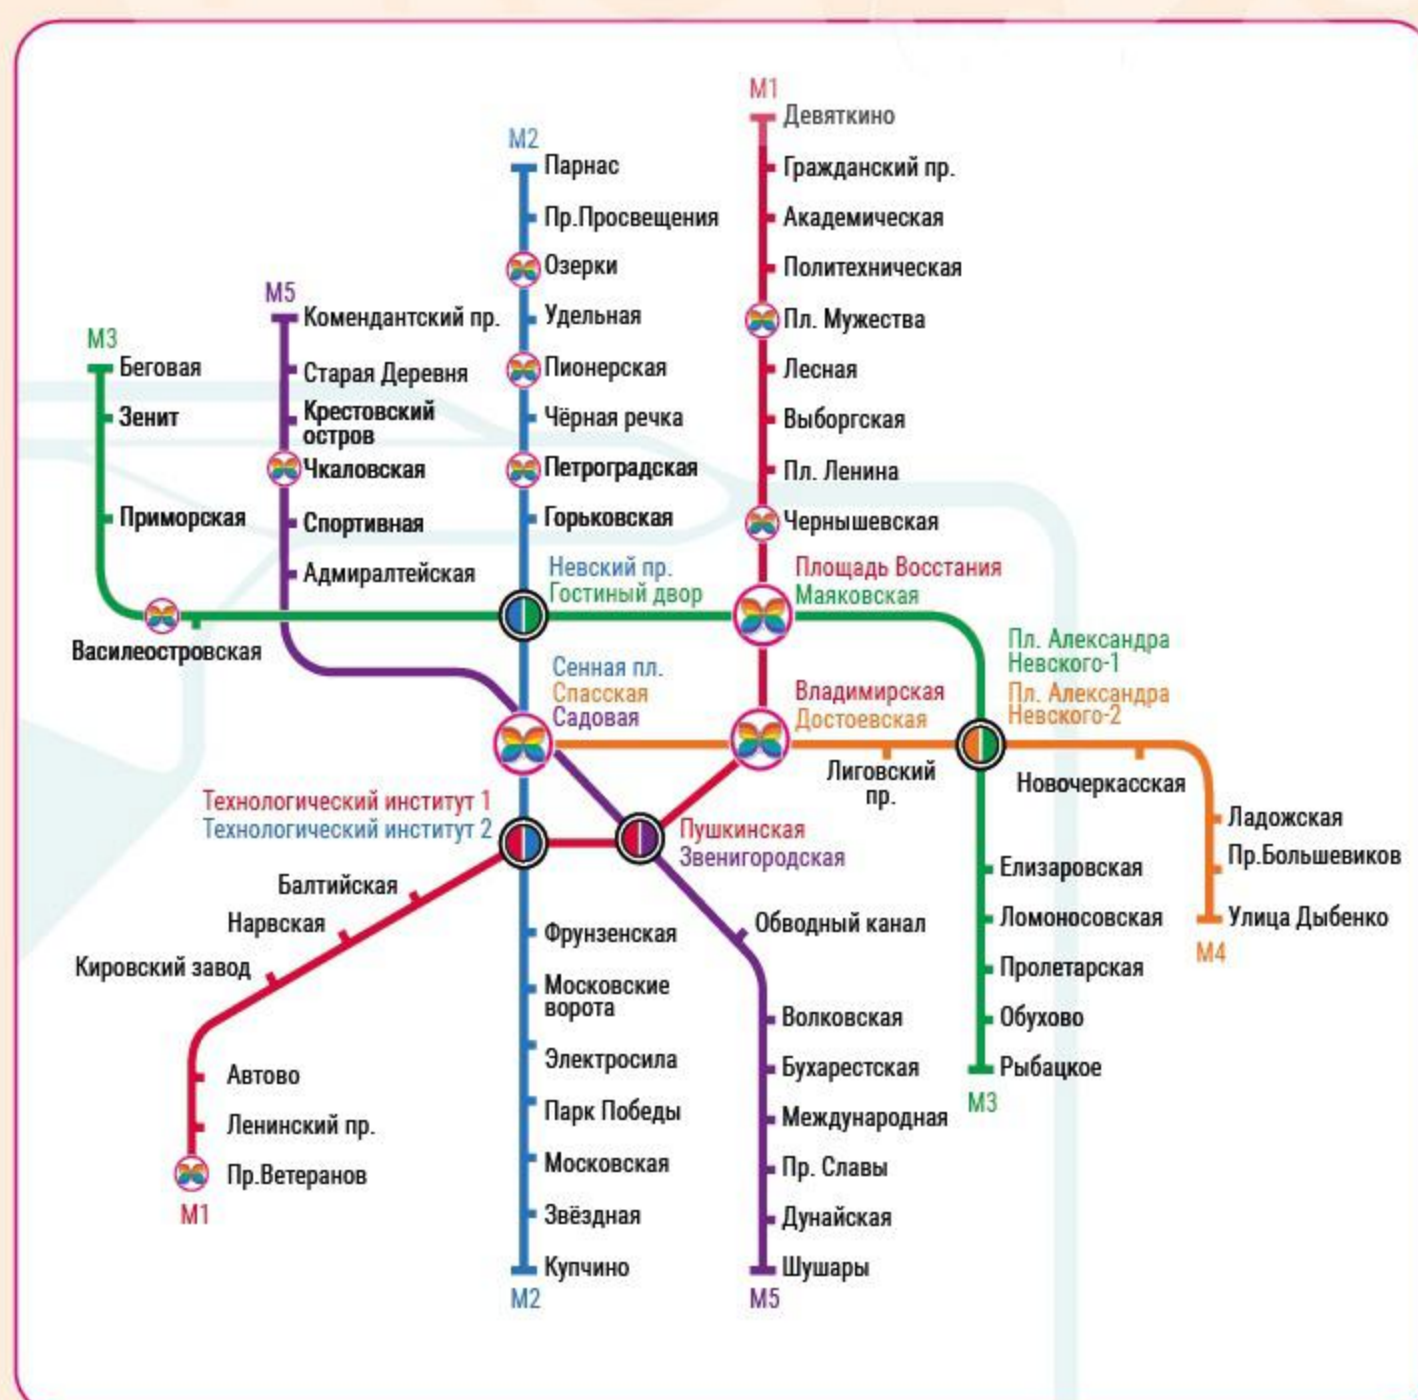 M1
Девяткино
Гражданский пр.
Академическая
Политехническая
Пл. Мужества
Лесная
Выборгская
Пл. Ленина
Чернышевская
M2
Парнас
Пр.Просвещения
Озерки
Удельная
Пионерская
Чёрная речка
Петроградская
Горьковская
M5
Комендантский пр.
Старая Деревня
Крестовский
остров
Чкаловская
Спортивная
Адмиралтейская
M3
Беговая
Зенит
Приморская
Василеостровская
Невский пр.
Гостиный двор
Площадь Восстания
Маяковская
Пл. Александра
Невского-1
Пл. Александра
Невского-2
Сенная пл.
Спасская
Садовая
Владимирская
Достоевская
Лиговский
пр.
Новочеркасская
Ладожская
Пр.Большевиков
Улица Дыбенко
M4
Технологический институт 1
Технологический институт 2
Пушкинская
Звенигородская
Балтийская
Нарвская
Кировский завод
Автово
Ленинский пр.
Пр.Ветеранов
M1
Фрунзенская
Московские
ворота
Электросила
Парк Победы
Московская
Звёздная
Купчино
M2
Обводный канал
Волковская
Бухарестская
Международная
Пр. Славы
Дунайская
Шушары
M5
Елизаровская
Ломоносовская
Пролетарская
Обухово
Рыбацкое
M3